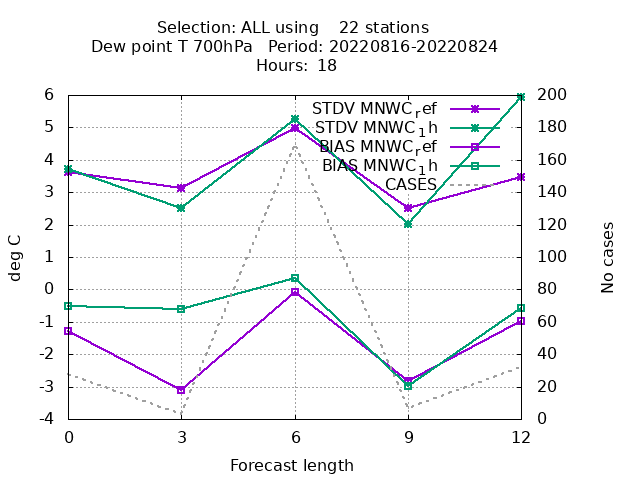 Selection: ALL using    22 stations
Dew point T 700hPa   Period: 20220816-20220824
Hours: 18
STDV MNWC_ref
STDV MNWC_1h
BIAS MNWC_ref
BIAS MNWC_1h
CASES
6
5
4
3
2
1
0
-1
-2
-3
-4
deg C
200
180
160
140
120
100
80
60
40
20
0
No cases
0 3 6 9 12
Forecast length